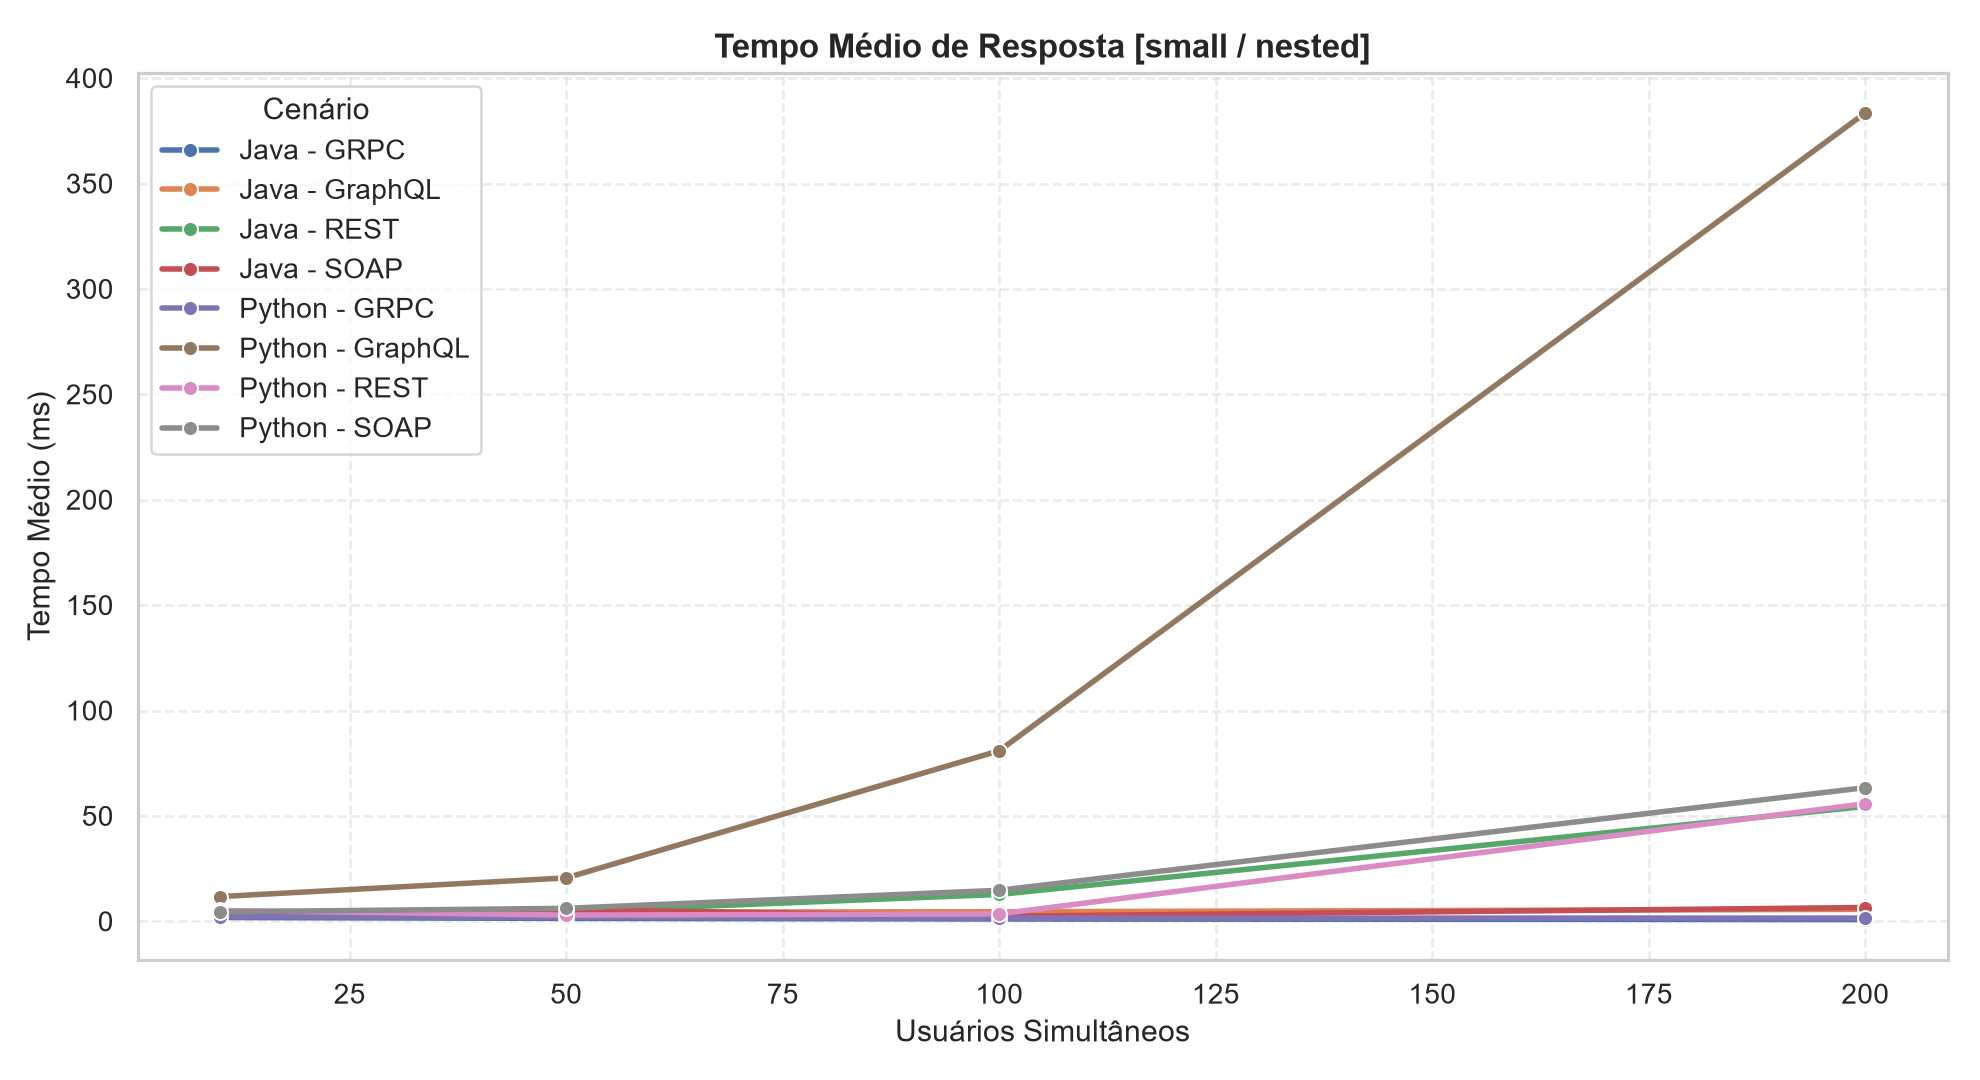 Tempo Médio de Resposta [small / nested]
Tempo Médio (ms)
400
350
300
250
200
150
100
50
0
Cenário
Java - GRPC
Java - GraphQL
Java - REST
Java - SOAP
Python - GRPC
Python - GraphQL
Python - REST
Python - SOAP
25 50 75 100 125 150 175 200
Usuários Simultâneos